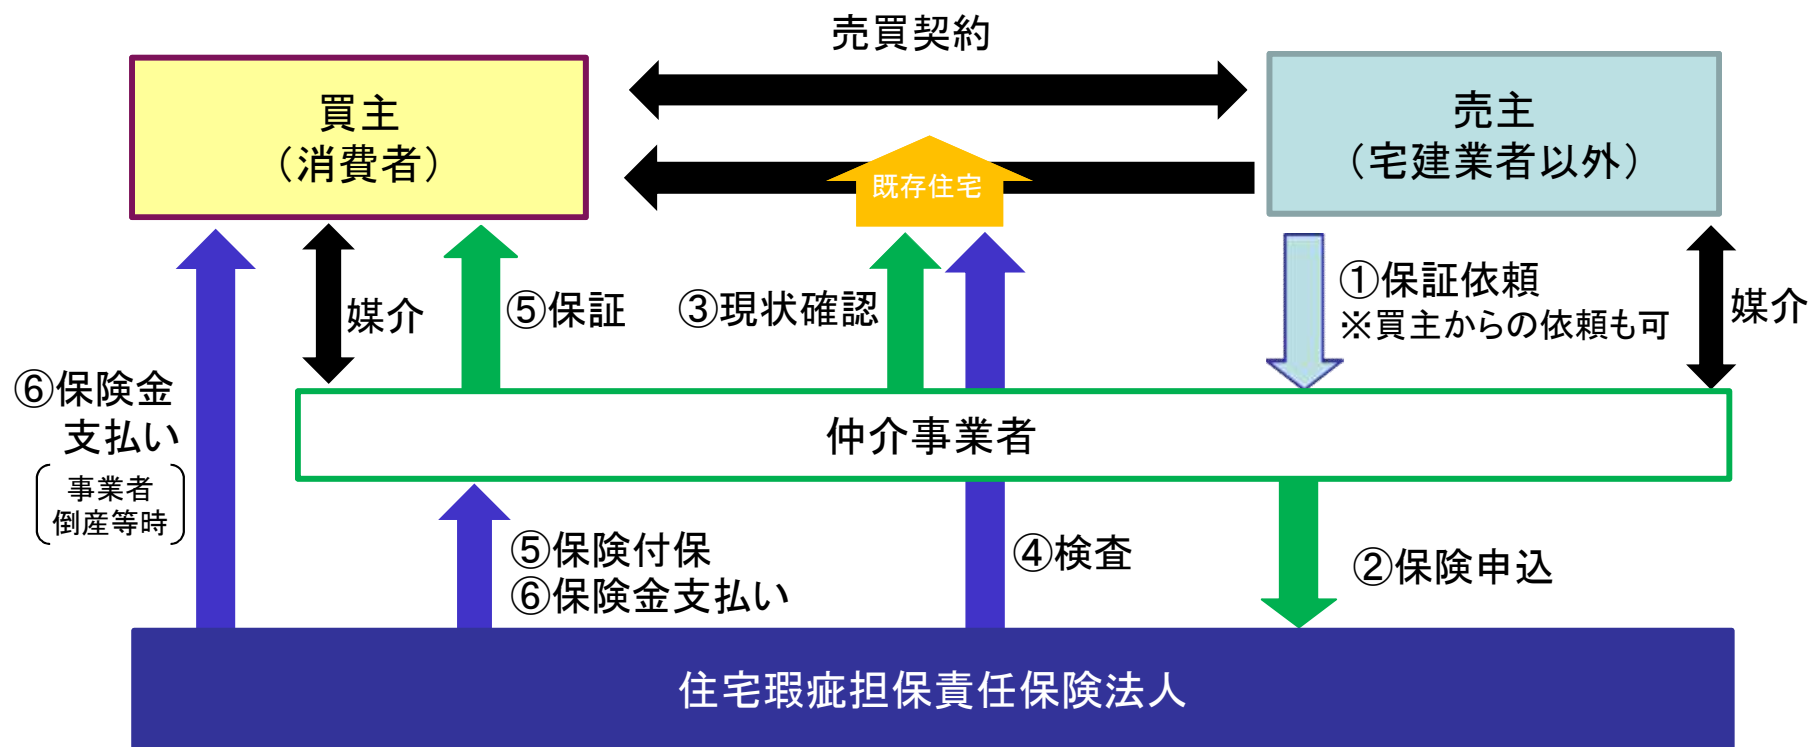 売買契約
買主
（消費者）
売主
（宅建業者以外）
既存住宅
媒介
⑤保証
③現状確認
①保証依頼
※買主からの依頼も可
媒介
⑥保険金
支払い
事業者
倒産等時
仲介事業者
⑤保険付保
⑥保険金支払い
④検査
②保険申込
住宅瑕疵担保責任保険法人